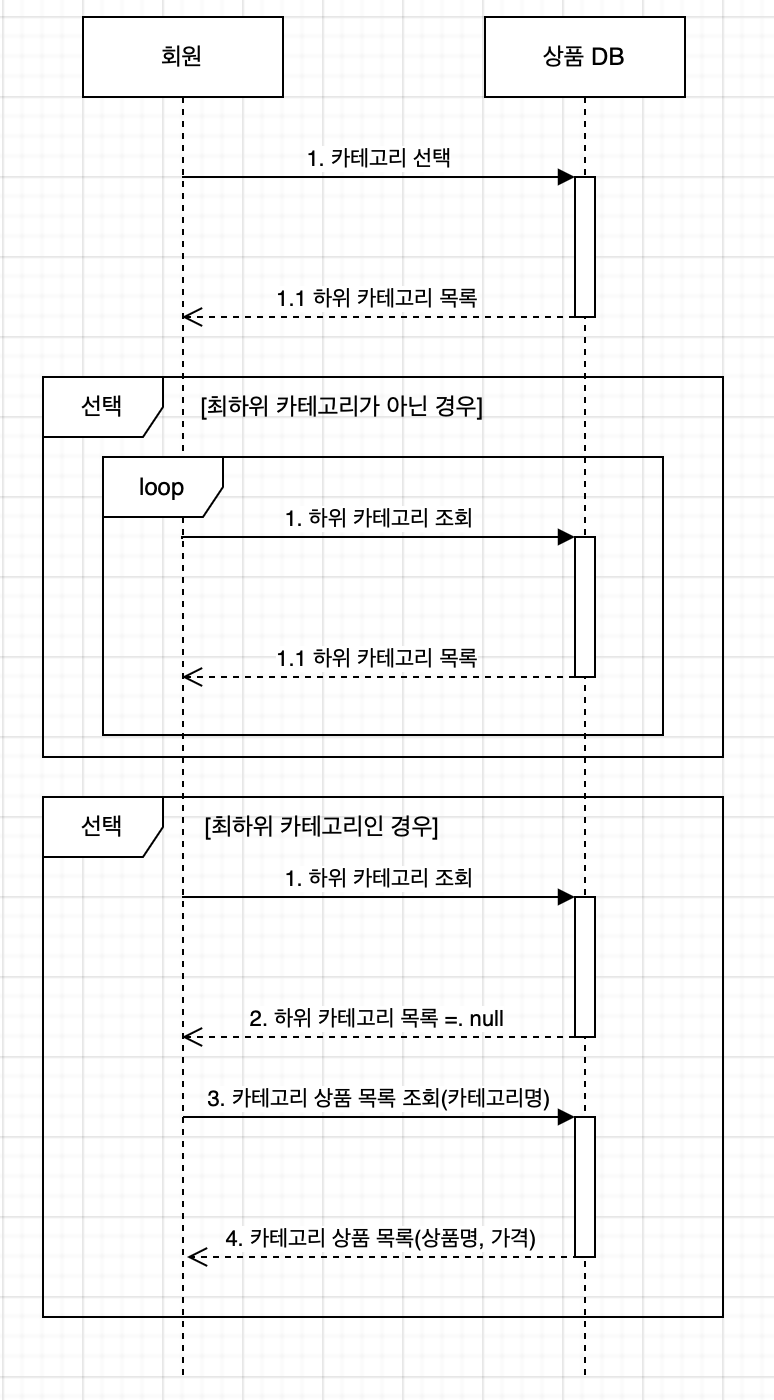 회원
상품 DB
1. 카테고리 선택
1.1 하위 카테고리 목록
선택
[최하위 카테고리가 아닌 경우]
loop
1. 하위 카테고리 조회
1.1 하위 카테고리 목록
선택
[최하위 카테고리인 경우]
1. 하위 카테고리 조회
2. 하위 카테고리 목록 =. null
3. 카테고리 상품 목록 조회(카테고리명)
4. 카테고리 상품 목록(상품명, 가격)